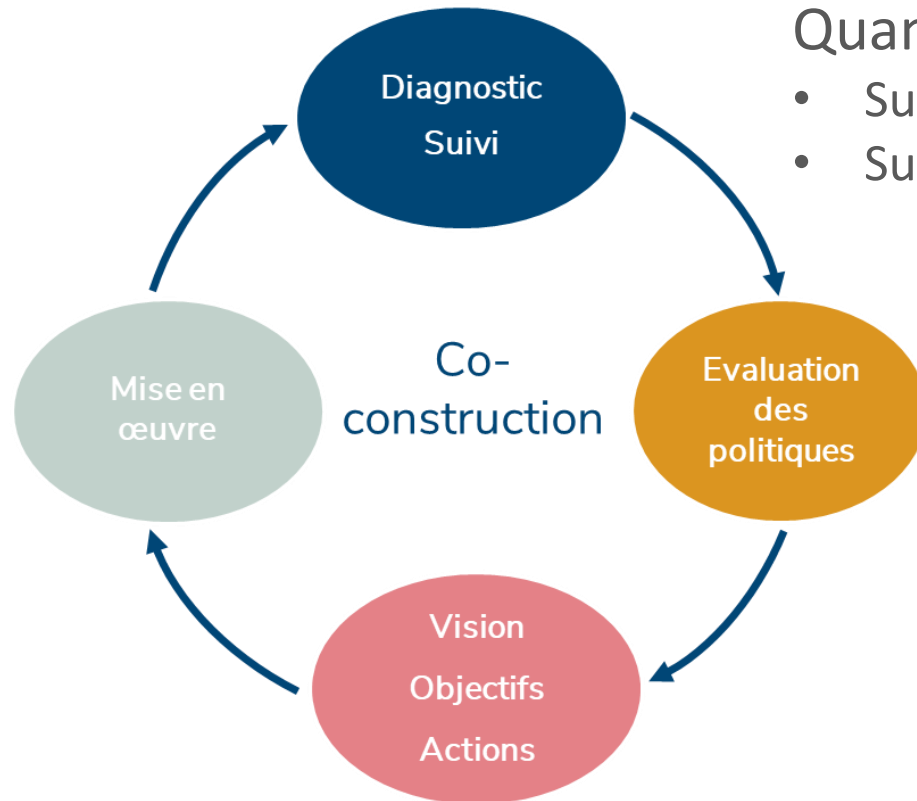 Diagnostic
Suivi
Evaluation
des
politiques
Vision
Objectifs
Actions
Mise en
œuvre
Co-
construction